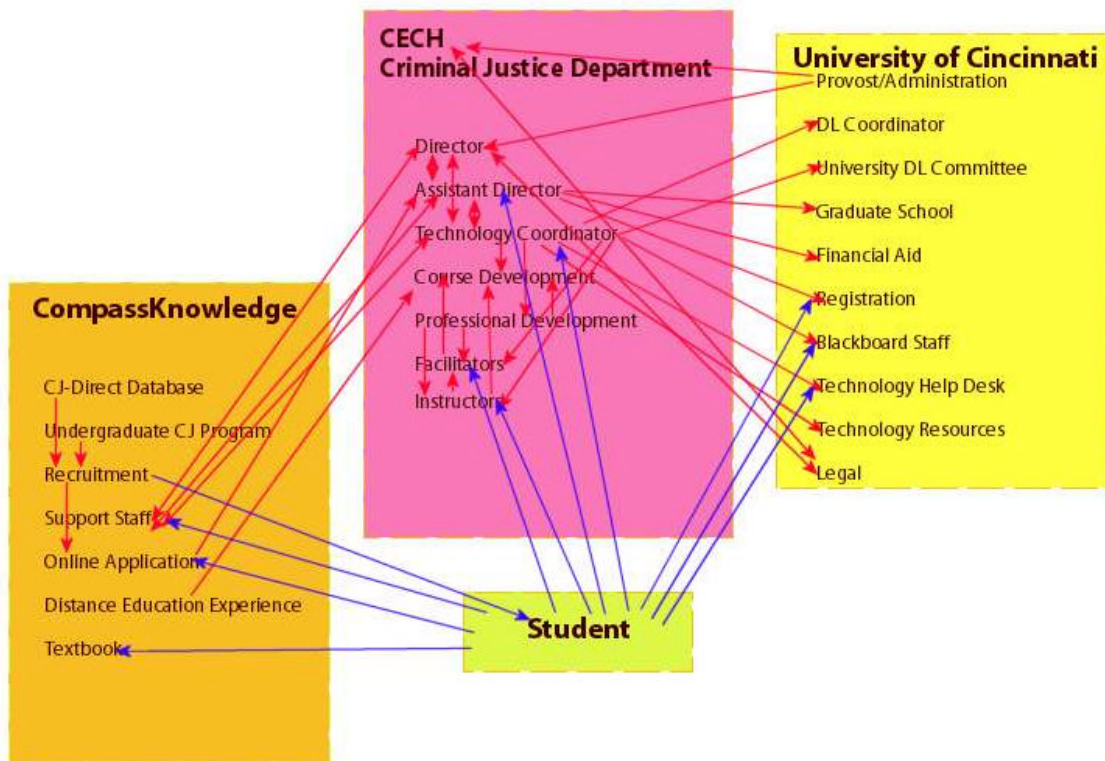 CECH
Criminal Justice Department
Director
Assistant Director
Technology Coordinator
Course Development
Professional Development
Facilitators
Instructors
University of Cincinnati
Provost/Administration
DL Coordinator
University DL Committee
Graduate School
Financial Aid
Registration
Blackboard Staff
Technology Help Desk
Technology Resources
Legal
CompassKnowledge
CJ-Direct Database
Undergraduate CJ Program
Recruitment
Support Staff
Online Application
Distance Education Experience
Textbook
Student